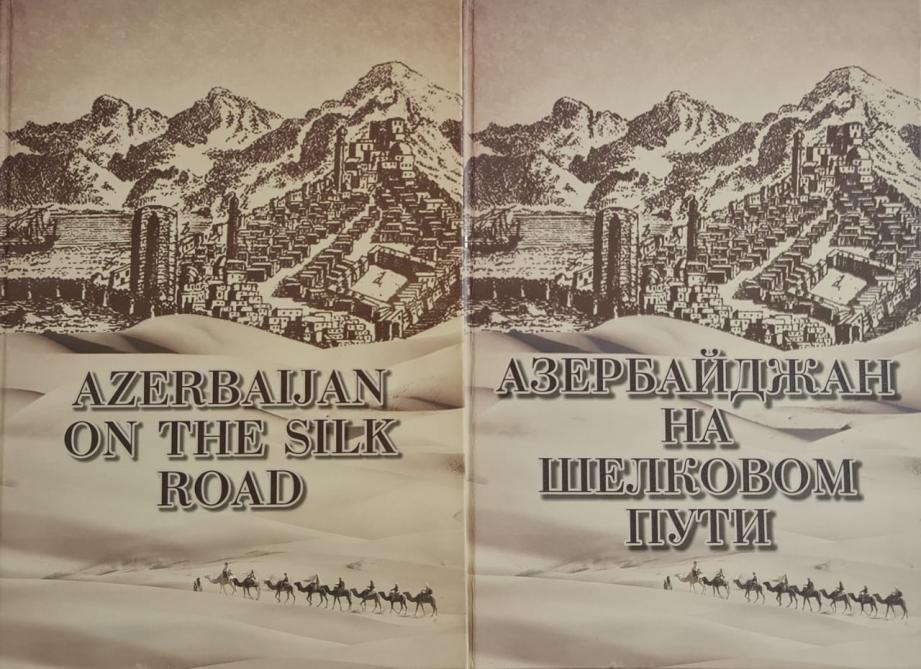 AZERBAIJAN
ON THE SILK
ROAD
АЗЕРБАЙДЖАН
НА
ШЕЛКОВОМ
ПУТИ